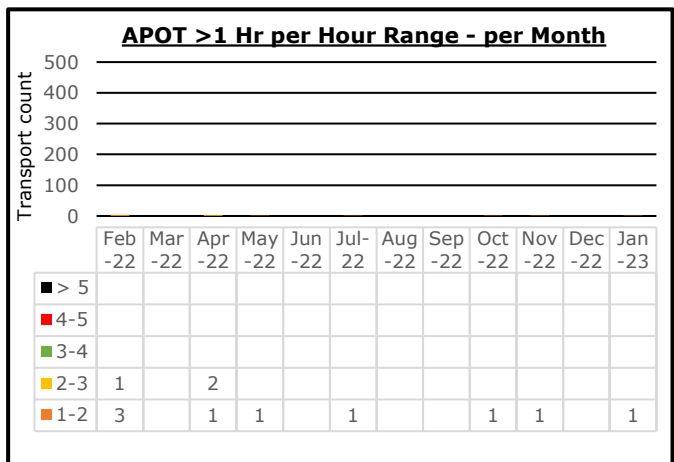 APOT >1 Hr per Hour Range - per Month
Transport count
500
400
300
200
100
0
Feb Mar Apr May Jun Jul- Aug Sep Oct Nov Dec Jan
-22 -22 -22 -22 -22 22 -22 -22 -22 -22 -22 -23
> 5
4-5
3-4
2-3 1 2
1-2 3 1 1 1 1 1 1